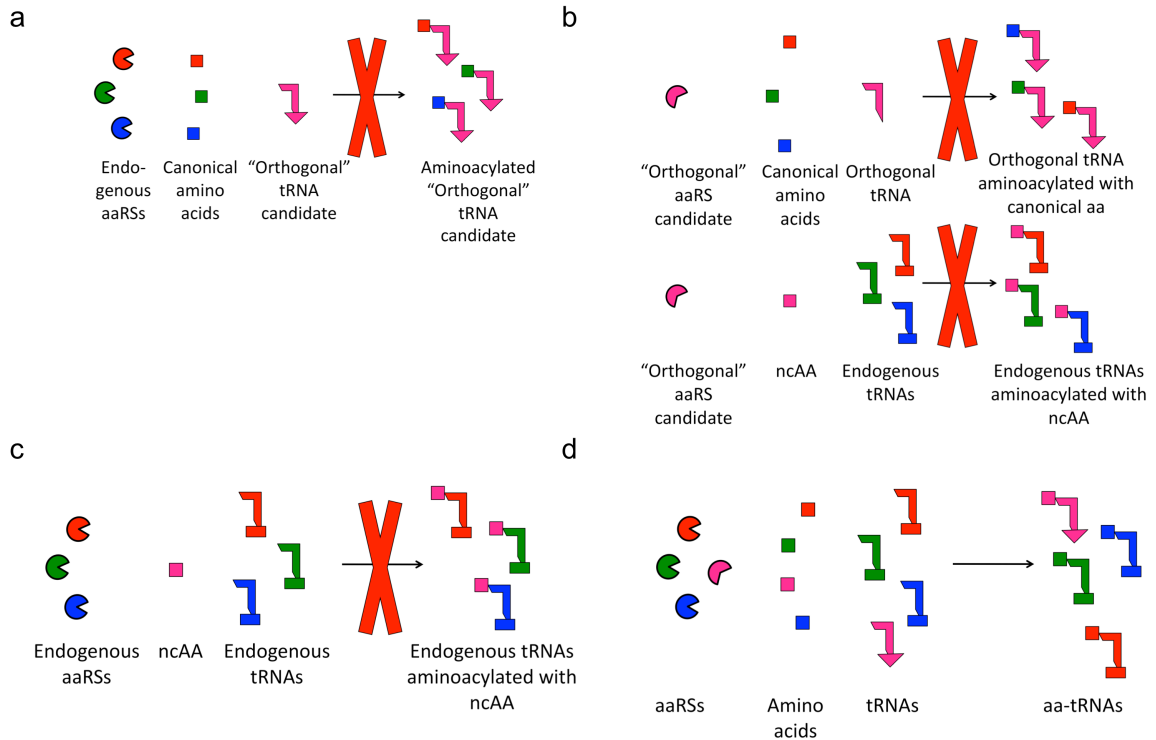 a
Endo-
genous
aaRSs
Canonical
amino
acids
“Orthogonal”
tRNA
candidate
Aminoacylated
“Orthogonal”
tRNA
candidate
b
“Orthogonal”
aaRS
candidate
Canonical
amino
acids
Orthogonal
tRNA
Orthogonal tRNA
aminoacylated with
canonical aa
“Orthogonal”
aaRS
candidate
ncAA
Endogenous
tRNAs
Endogenous tRNAs
aminoacylated with
ncAA
c
Endogenous
aaRSs
ncAA
Endogenous
tRNAs
Endogenous tRNAs
aminoacylated with
ncAA
d
aaRSs
Amino
acids
tRNAs
aa-tRNAs